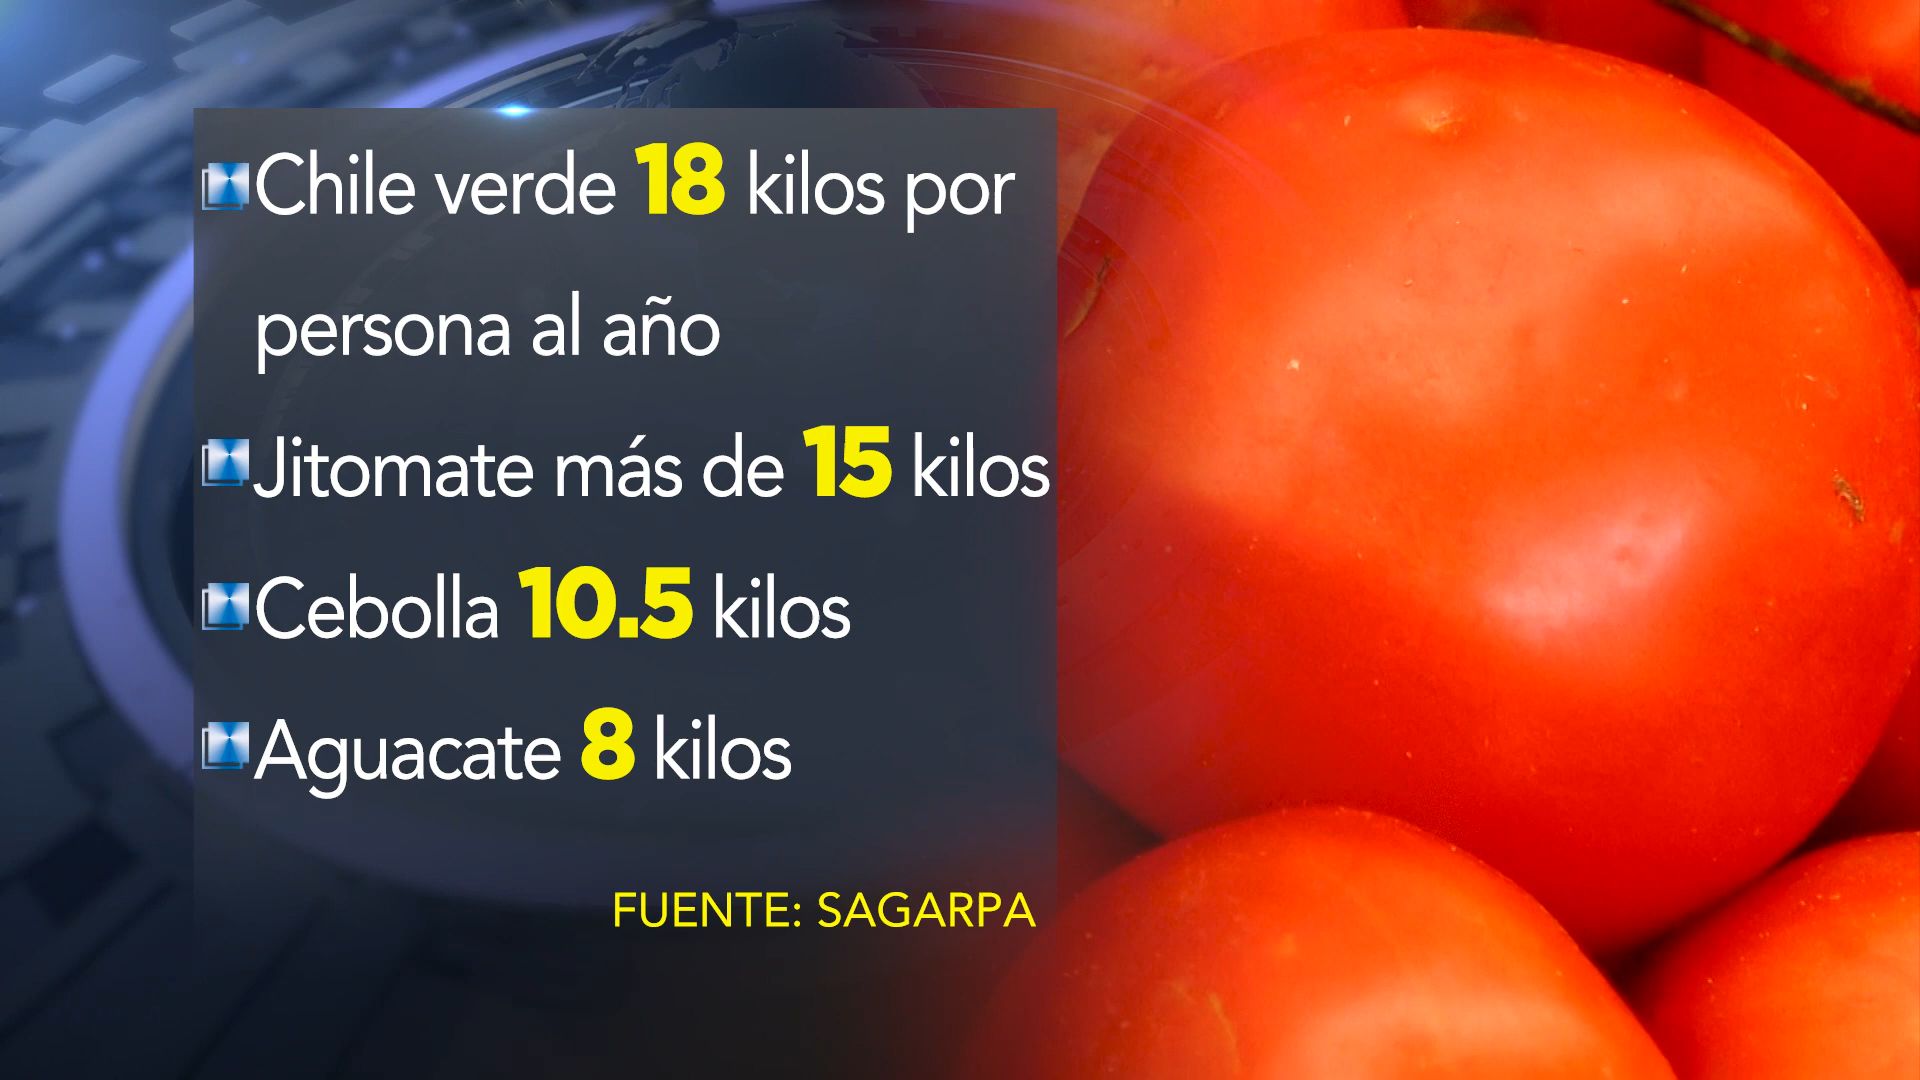 Chile verde 18 kilos por
persona al año
Jitomate más de 15 kilos
Cebolla 10.5 kilos
Aguacate 8 kilos
FUENTE: SAGARPA